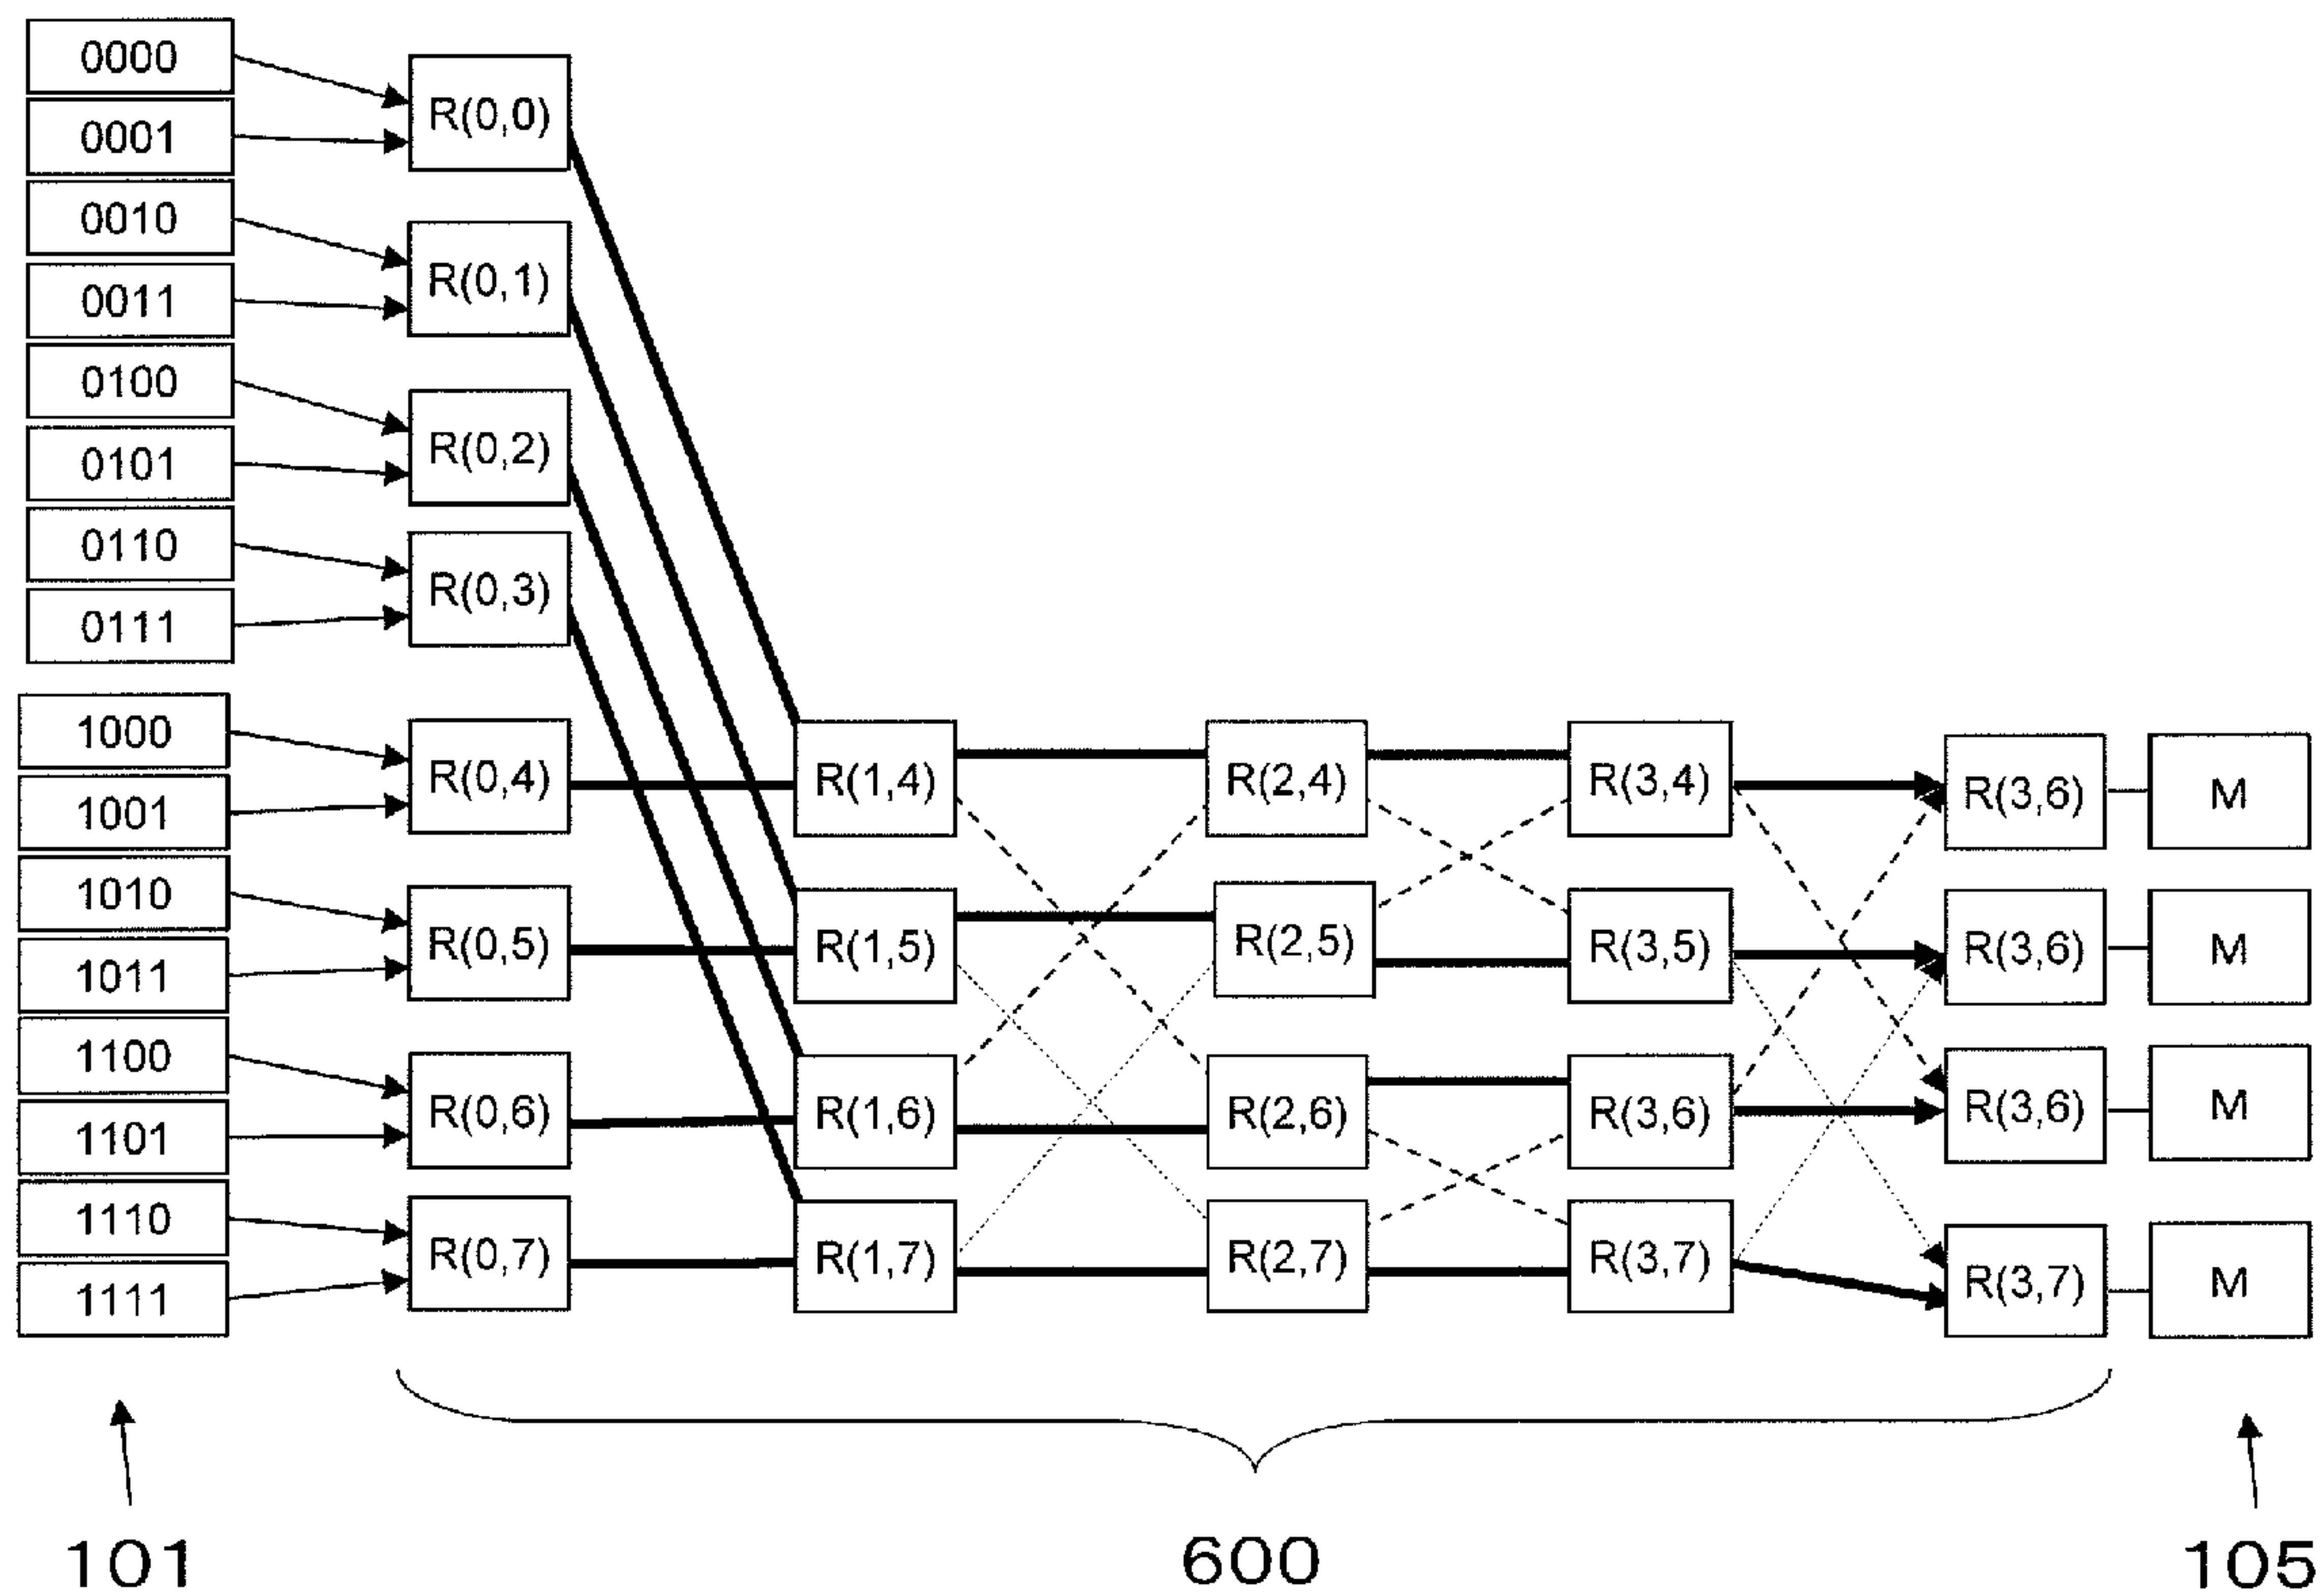 0000
0001
0010
0011
0100
0101
0110
0111
1000
1001
1010
1011
1100
1101
1110
1111
R(0,0)
R(0,1)
R(0,2)
R(0,3)
R(0,4)
R(0,5)
R(0,6)
R(0,7)
R(1,4)
R(1,5)
R(1,6)
R(1,7)
R(2,4)
R(2,5)
R(2,6)
R(2,7)
R(3,4)
R(3,5)
R(3,6)
R(3,7)
R(3,6)
R(3,6)
R(3,6)
R(3,7)
M
M
M
M
101
600
105